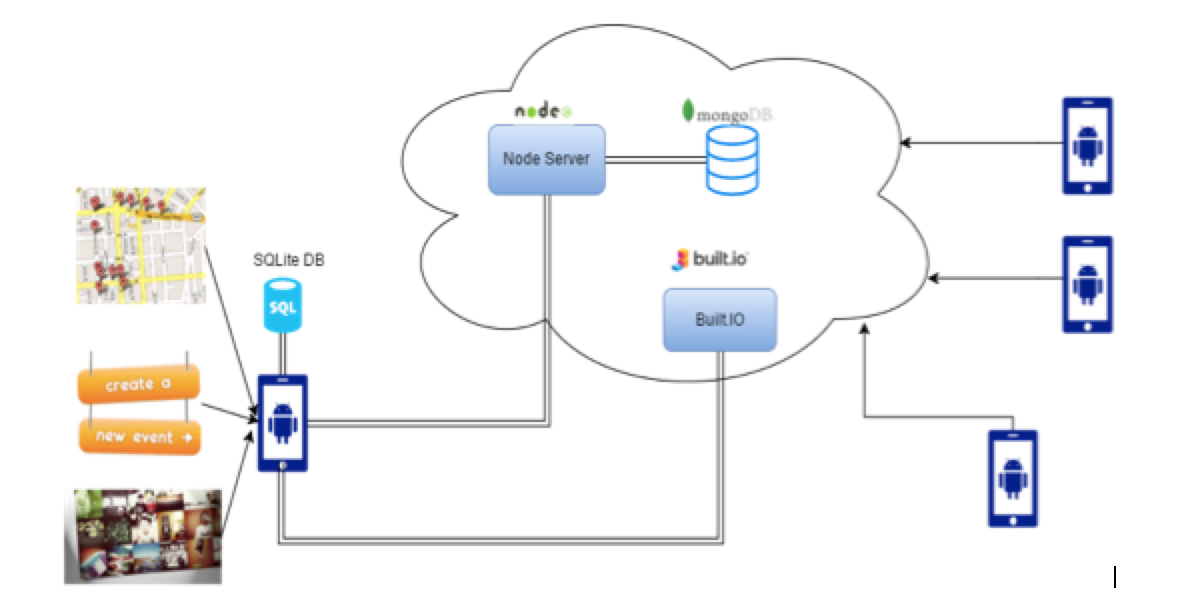 node
mongoDB
Node Server
built.io
Built.IO
SQLite DB
SQL
create a
new event →